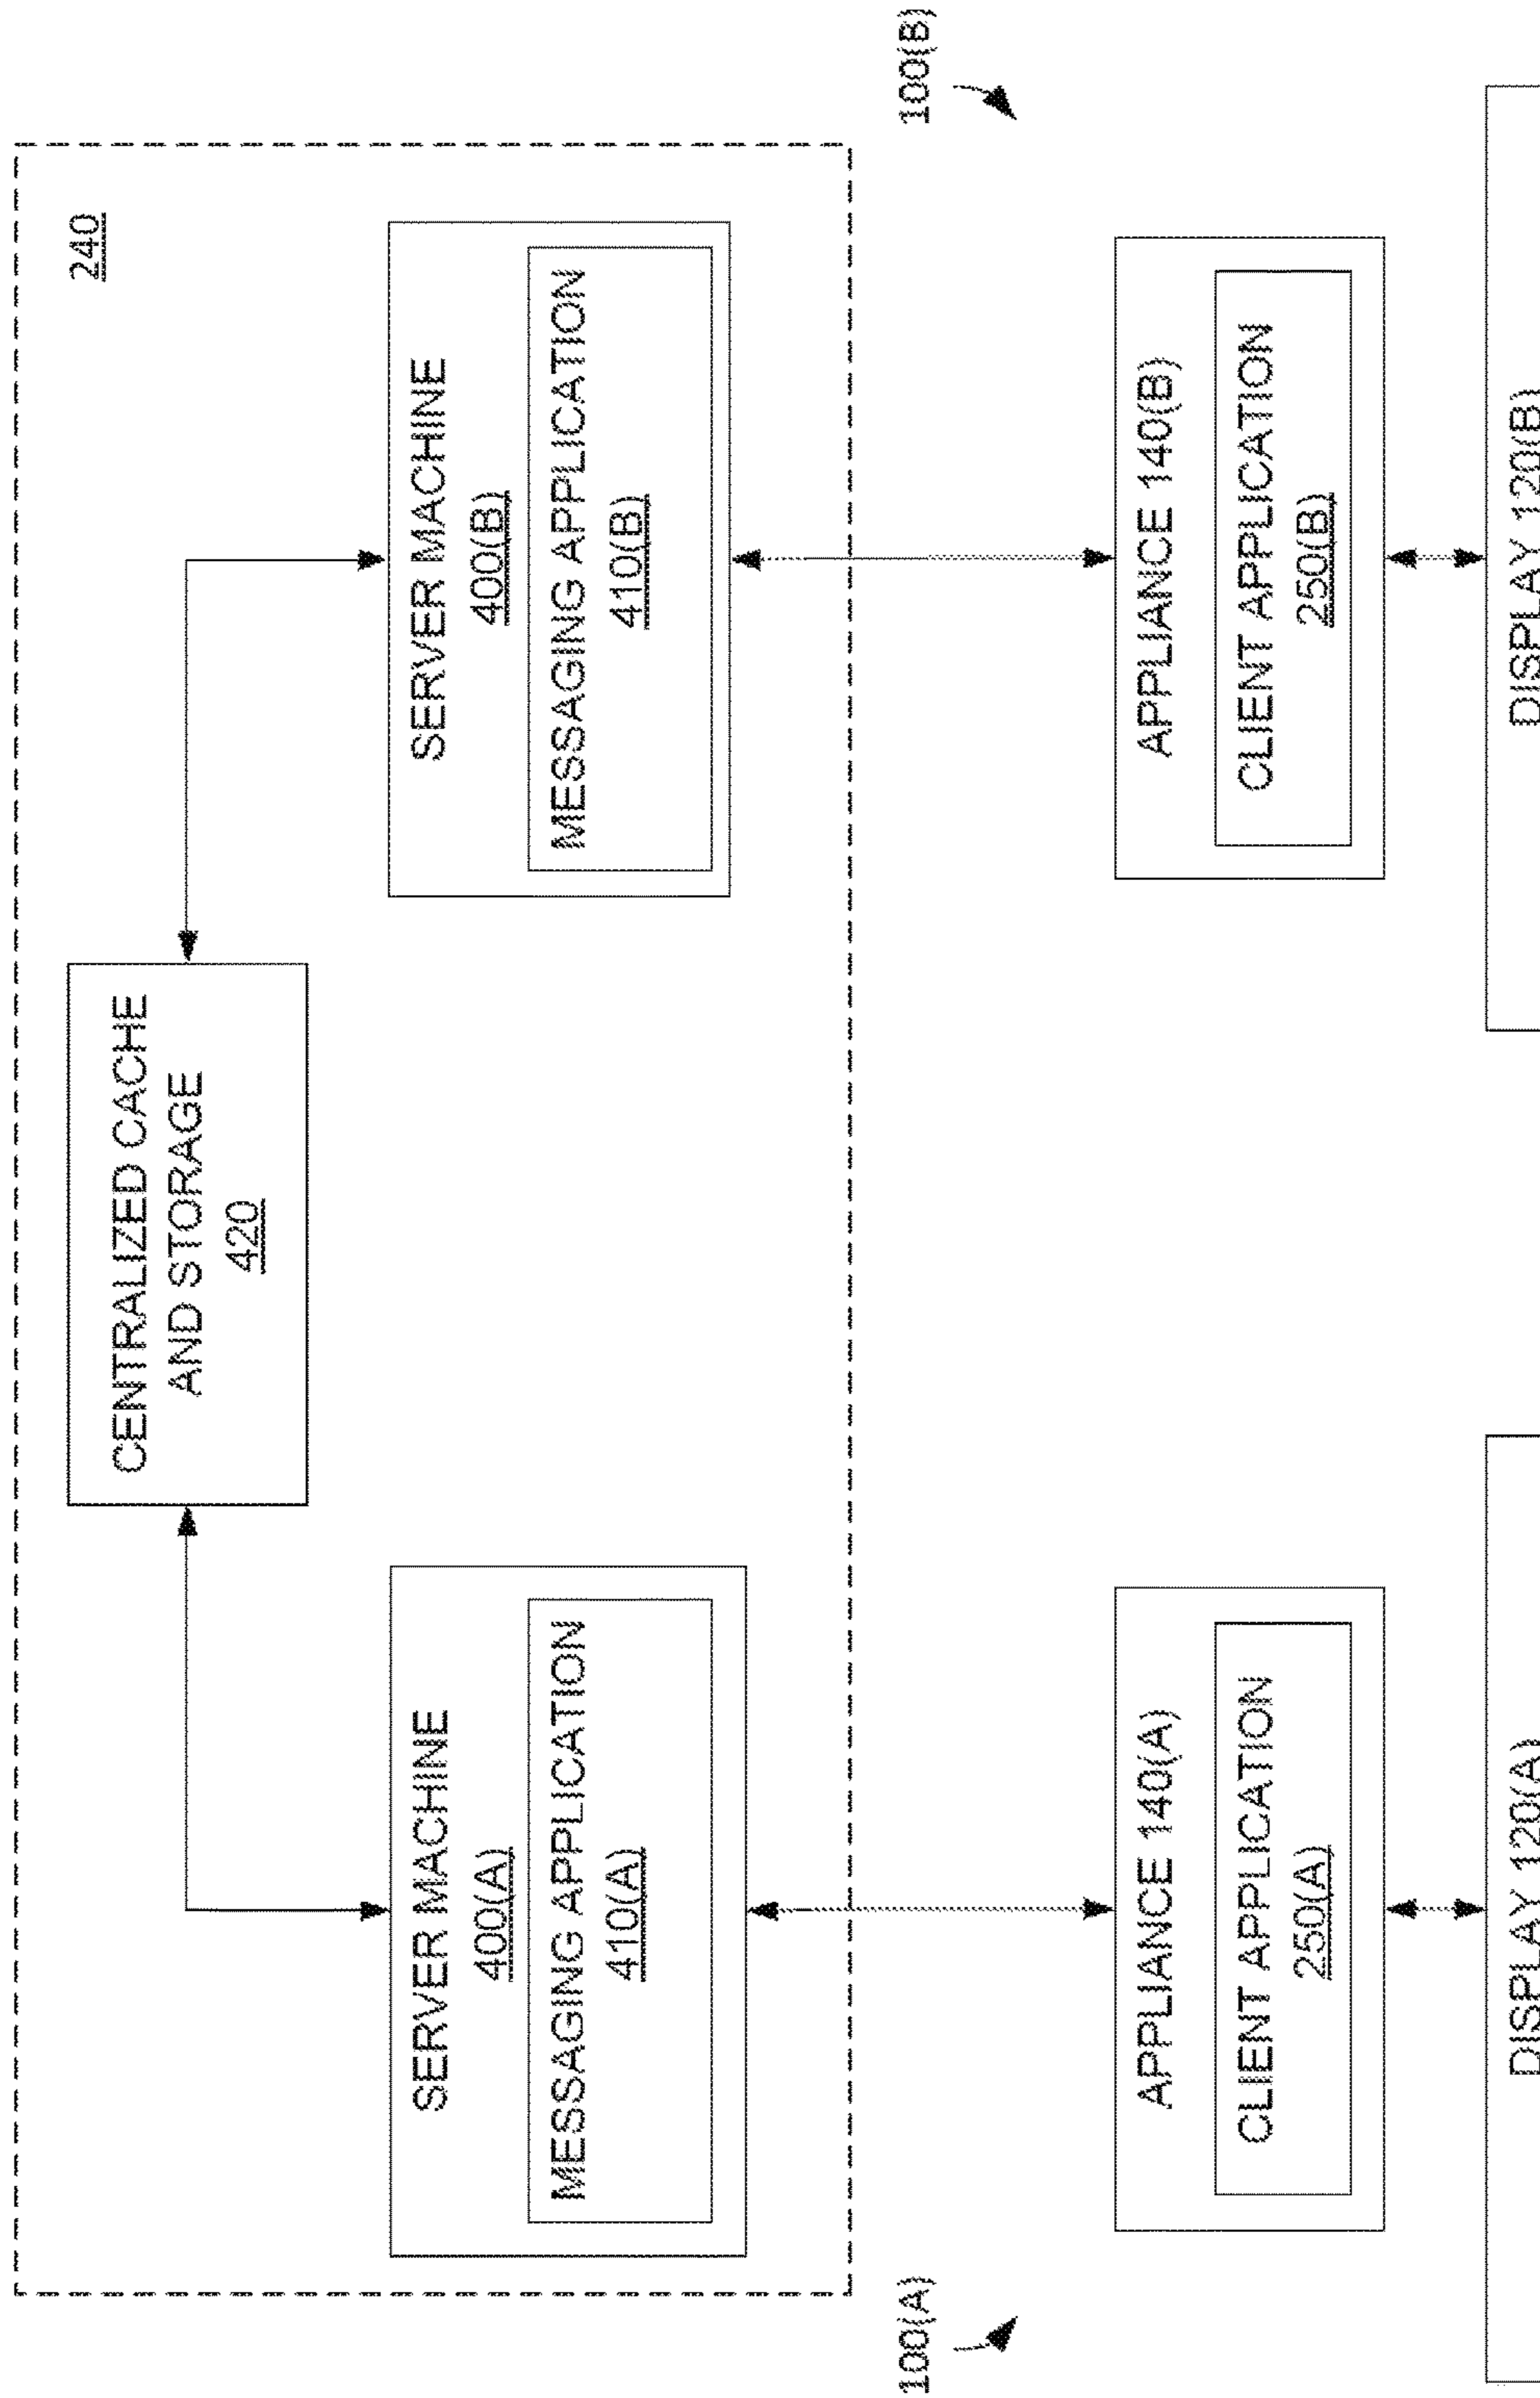 240
CENTRALIZED CACHE
AND STORAGE
420
SERVER MACHINE
400(A)
MESSAGING APPLICATION
410(A)
SERVER MACHINE
400(B)
MESSAGING APPLICATION
410(B)
100(A)
100(B)
APPLIANCE 140(A)
CLIENT APPLICATION
250(A)
APPLIANCE 140(B)
CLIENT APPLICATION
250(B)
DISPLAY 120(A)
DISPLAY 120(B)